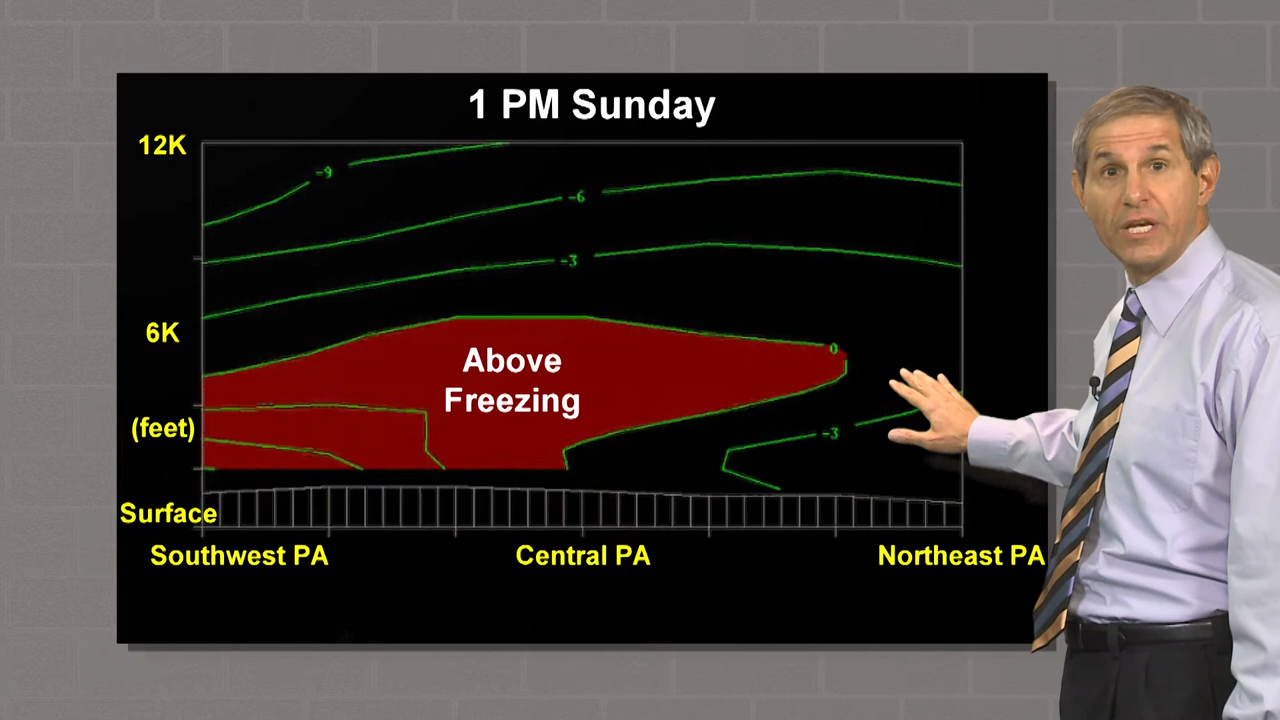 1 PM Sunday
12K
-9
-6
-3
6K
0
Above
Freezing
(feet)
-3
Surface
Southwest PA
Central PA
Northeast PA